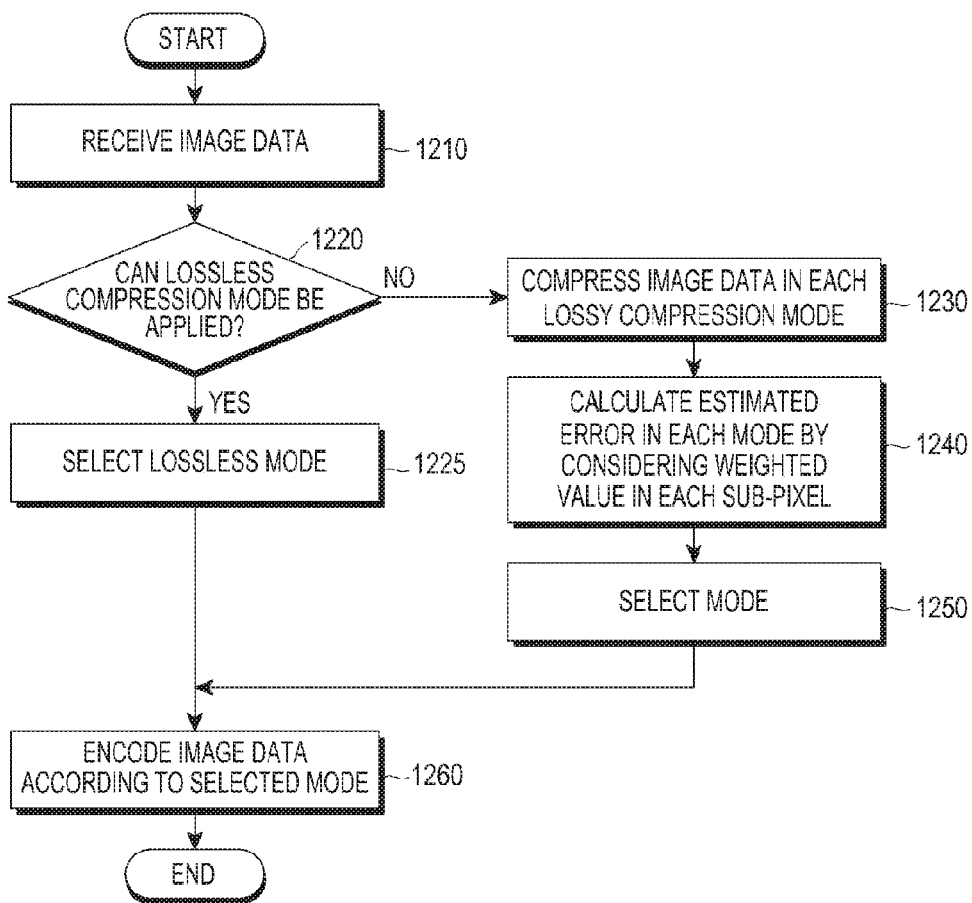 START
RECEIVE IMAGE DATA
1210
1220
CAN LOSSLESS
COMPRESSION MODE BE
APPLIED?
NO
YES
SELECT LOSSLESS MODE
1225
COMPRESS IMAGE DATA IN EACH
LOSSY COMPRESSION MODE
1230
CALCULATE ESTIMATED
ERROR IN EACH MODE BY
CONSIDERING WEIGHTED
VALUE IN EACH SUB-PIXEL
1240
SELECT MODE
1250
ENCODE IMAGE DATA
ACCORDING TO SELECTED MODE
1260
END